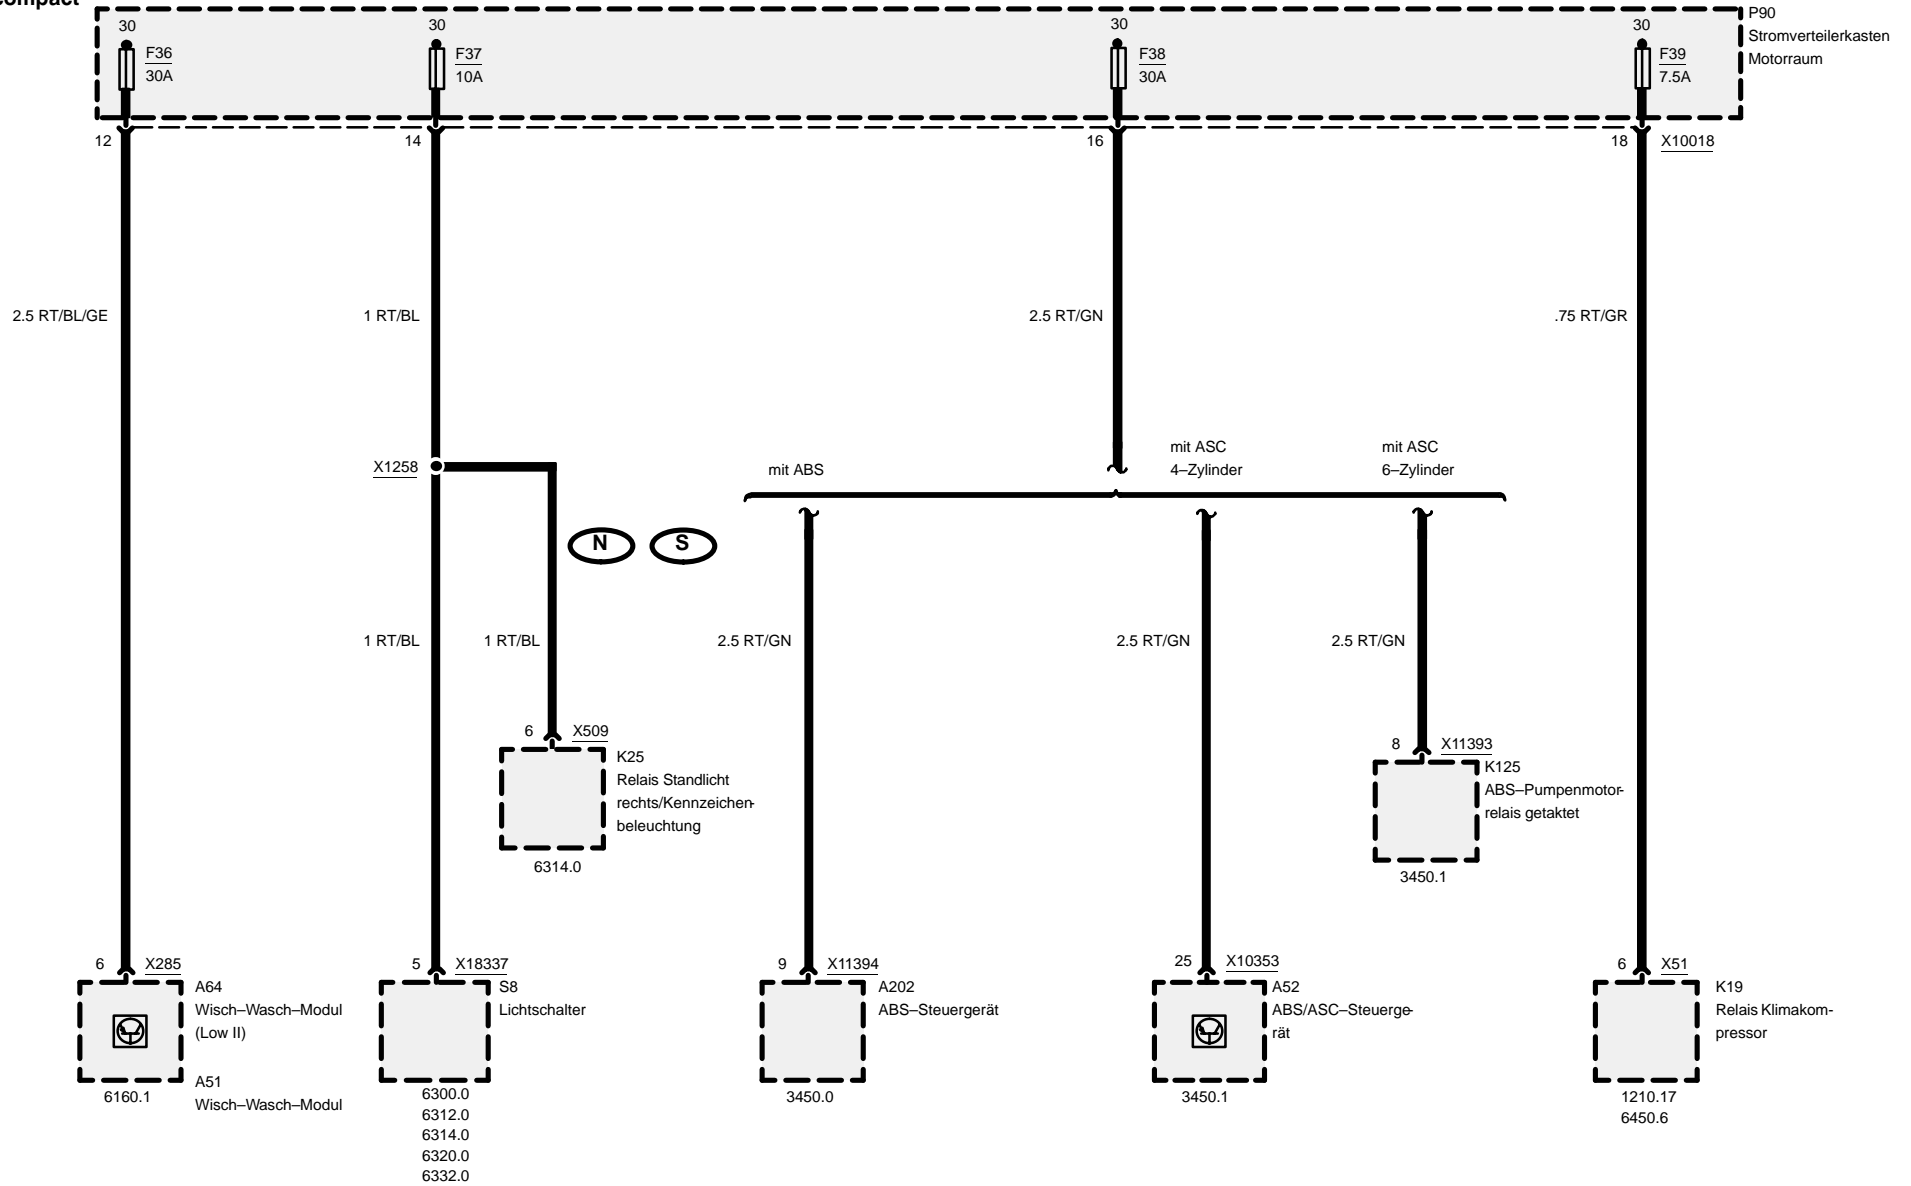 compact
30
30
30
30
P90
Stromverteilerkasten
Motorraum
F36
30A
F37
10A
F38
30A
F39
7.5A
12
14
16
18
X10018
2.5 RT/BL/GE
1 RT/BL
2.5 RT/GN
.75 RT/GR
X1258
mit ABS
mit ASC
4–Zylinder
mit ASC
6–Zylinder
N
S
1 RT/BL
1 RT/BL
2.5 RT/GN
2.5 RT/GN
2.5 RT/GN
6
X509
K25
Relais Standlicht
rechts/Kennzeichen-
beleuchtung
6314.0
8
X11393
K125
ABS–Pumpenmotor-
relais getaktet
3450.1
6
X285
A64
Wisch–Wasch–Modul
(Low II)
A51
Wisch–Wasch–Modul
6160.1
5
X18337
S8
Lichtschalter
6300.0
6312.0
6314.0
6320.0
6332.0
9
X11394
A202
ABS–Steuergerät
3450.0
25
X10353
A52
ABS/ASC–Steuerge-
rät
3450.1
6
X51
K19
Relais Klimakom-
pressor
1210.17
6450.6